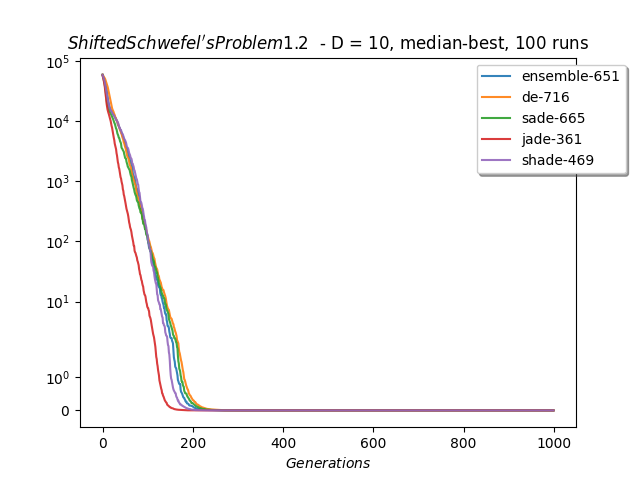 ShiftedSchwefel'sProblem1.2 - D = 10, median-best, 100 runs
ensemble-651
de-716
sade-665
jade-361
shade-469
10^5
10^4
10^3
10^2
10^1
10^0
0
0 200 400 600 800 1000
Generations